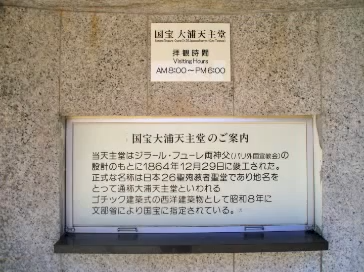 国宝 大浦天主堂
拝観時間
Visiting Hours
AM8:00〜PM6:00
国宝大浦天主堂のご案内
当天主堂はジラール・フューレ両神父(パリ外国宣教会)の
設計のもとに1864年12月29日に竣工された。
正式な名称は日本26聖殉教者聖堂であり地名を
とって通称大浦天主堂といわれる
ゴチック建築式の西洋建築物として昭和8年に
文部省により国宝に指定されている。